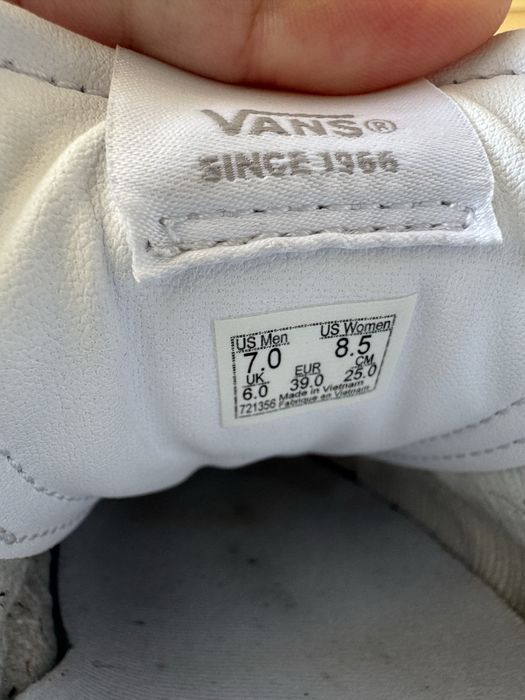 VANS®
SINCE 1966
US Men US Women
7.0 8.5
UK EUR CM
6.0 39.0 25.0
Made in Vietnam
721356 Fabriqué en Vietnam